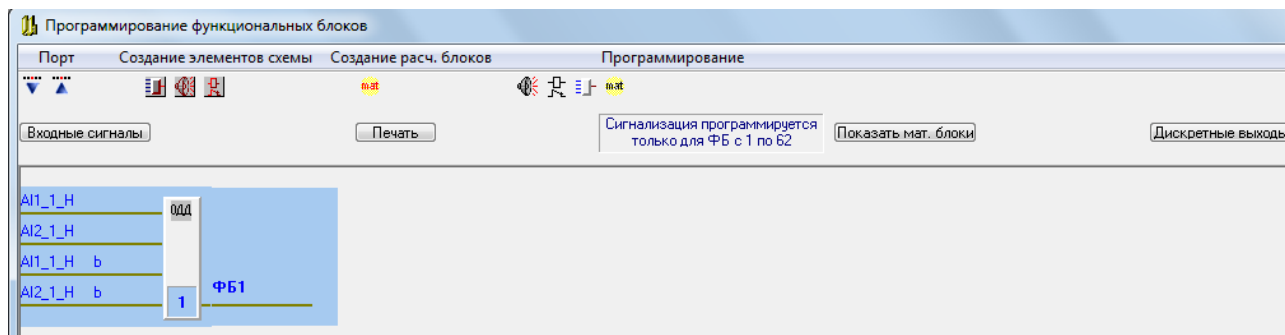 Программирование функциональных блоков
Порт Создание элементов схемы Создание расч. блоков Программирование
mat mat
Входные сигналы Печать Сигнализация программируется
только для ФБ с 1 по 62 Показать мат. блоки Дискретные выходы
AI1_1_H
ОДД
AI2_1_H
AI1_1_H b
AI2_1_H b
1 ФБ1